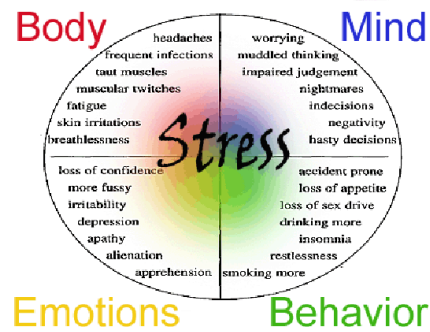 Body
headaches
frequent infections
taut muscles
muscular twitches
fatigue
skin irritations
breathlessness
Mind
worrying
muddled thinking
impaired judgement
nightmares
indecisions
negativity
hasty decisions
Stress
loss of confidence
more fussy
irritability
depression
apathy
alienation
apprehension
Emotions
accident prone
loss of appetite
loss of sex drive
drinking more
insomnia
restlessness
smoking more
Behavior